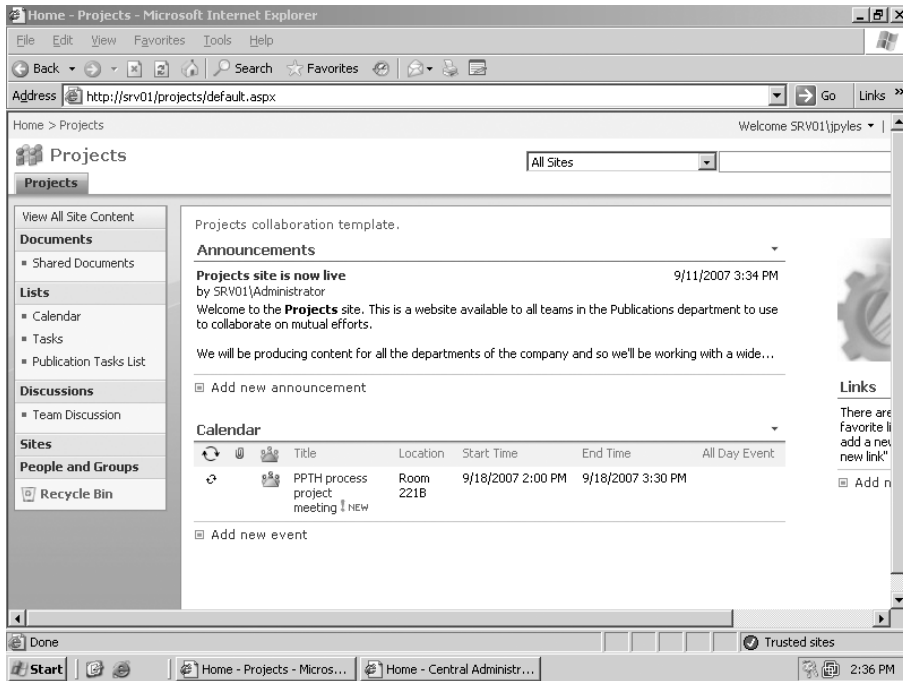 Home - Projects - Microsoft Internet Explorer
File Edit View Favorites Tools Help
Back Search Favorites
Address http://srv01/projects/default.aspx Go Links »
Home > Projects Welcome SRV01\jpyles |
Projects
All Sites
Projects
View All Site Content
Documents
Shared Documents
Lists
Calendar
Tasks
Publication Tasks List
Discussions
Team Discussion
Sites
People and Groups
Recycle Bin
Projects collaboration template.
Announcements
Projects site is now live 9/11/2007 3:34 PM
by SRV01\Administrator
Welcome to the Projects site. This is a website available to all teams in the Publications department to use
to collaborate on mutual efforts.
We will be producing content for all the departments of the company and so we'll be working with a wide...
Add new announcement
Calendar
Title Location Start Time End Time All Day Event
PPTH process Room 9/18/2007 2:00 PM 9/18/2007 3:30 PM
project 221B
meeting ! NEW
Add new event
Links
There are
favorite li
add a new
new link"
Add n
Done Trusted sites
Start Home - Projects - Micros... Home - Central Administr... 2:36 PM